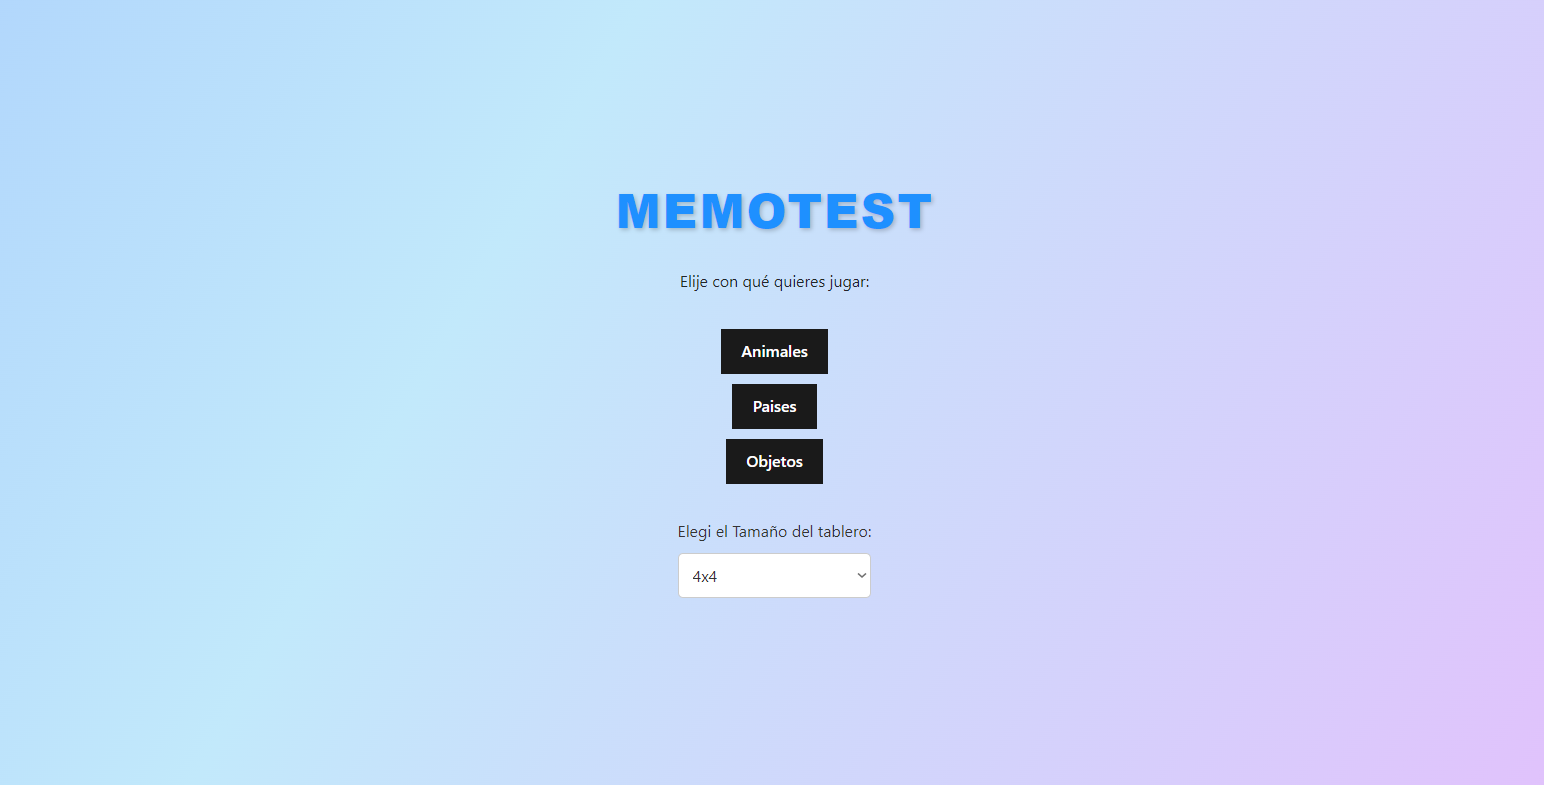 MEMOTEST
Elije con qué quieres jugar:
Animales
Paises
Objetos
Elegi el Tamaño del tablero:
4x4